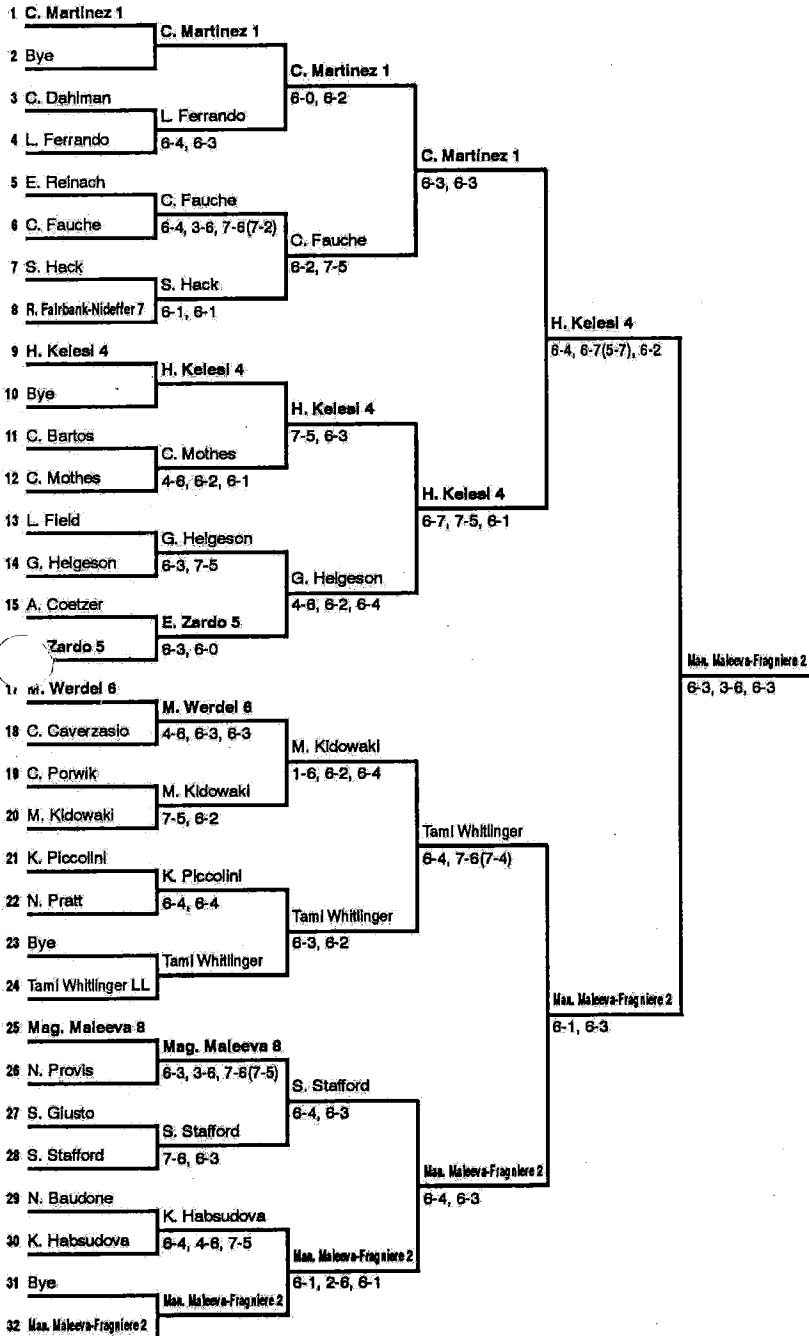 1 C. Martinez 1
2 Bye
3 C. Dahlman
4 L. Ferrando
5 E. Reinach
6 C. Fauche
7 S. Hack
8 R. Fairbank-Nideffer 7
9 H. Kelesi 4
10 Bye
11 C. Bartos
12 C. Mothes
13 L. Field
14 G. Helgeson
15 A. Coetzer
Zardo 5
17 M. Werdel 6
18 C. Caverzasio
19 C. Porwik
20 M. Kidowaki
21 K. Piccolini
22 N. Pratt
23 Bye
24 Tami Whitlinger LL
25 Mag. Maleeva 8
26 N. Provis
27 S. Giusto
28 S. Stafford
29 N. Baudone
30 K. Habsudova
31 Bye
32 Man. Maleeva-Fragniere 2
C. Martinez 1
L. Ferrando
6-4, 6-3
C. Fauche
6-4, 3-6, 7-6(7-2)
S. Hack
6-1, 6-1
H. Kelesi 4
C. Mothes
4-6, 6-2, 6-1
G. Helgeson
6-3, 7-5
E. Zardo 5
6-3, 6-0
M. Werdel 6
4-6, 6-3, 6-3
M. Kidowaki
7-5, 6-2
K. Piccolini
6-4, 6-4
Tami Whitlinger
Mag. Maleeva 8
6-3, 3-6, 7-6(7-5)
S. Stafford
7-6, 6-3
K. Habsudova
6-4, 4-6, 7-5
Man. Maleeva-Fragniere 2
C. Martinez 1
6-0, 6-2
C. Fauche
6-2, 7-5
H. Kelesi 4
7-5, 6-3
G. Helgeson
4-6, 6-2, 6-4
M. Kidowaki
1-6, 6-2, 6-4
Tami Whitlinger
6-3, 6-2
S. Stafford
6-4, 6-3
Man. Maleeva-Fragniere 2
6-1, 2-6, 6-1
C. Martinez 1
6-3, 6-3
H. Kelesi 4
6-7, 7-5, 6-1
Tami Whitlinger
6-4, 7-6(7-4)
Man. Maleeva-Fragniere 2
6-4, 6-3
H. Kelesi 4
6-4, 6-7(5-7), 6-2
Man. Maleeva-Fragniere 2
6-1, 6-3
Man. Maleeva-Fragniere 2
6-3, 3-6, 6-3